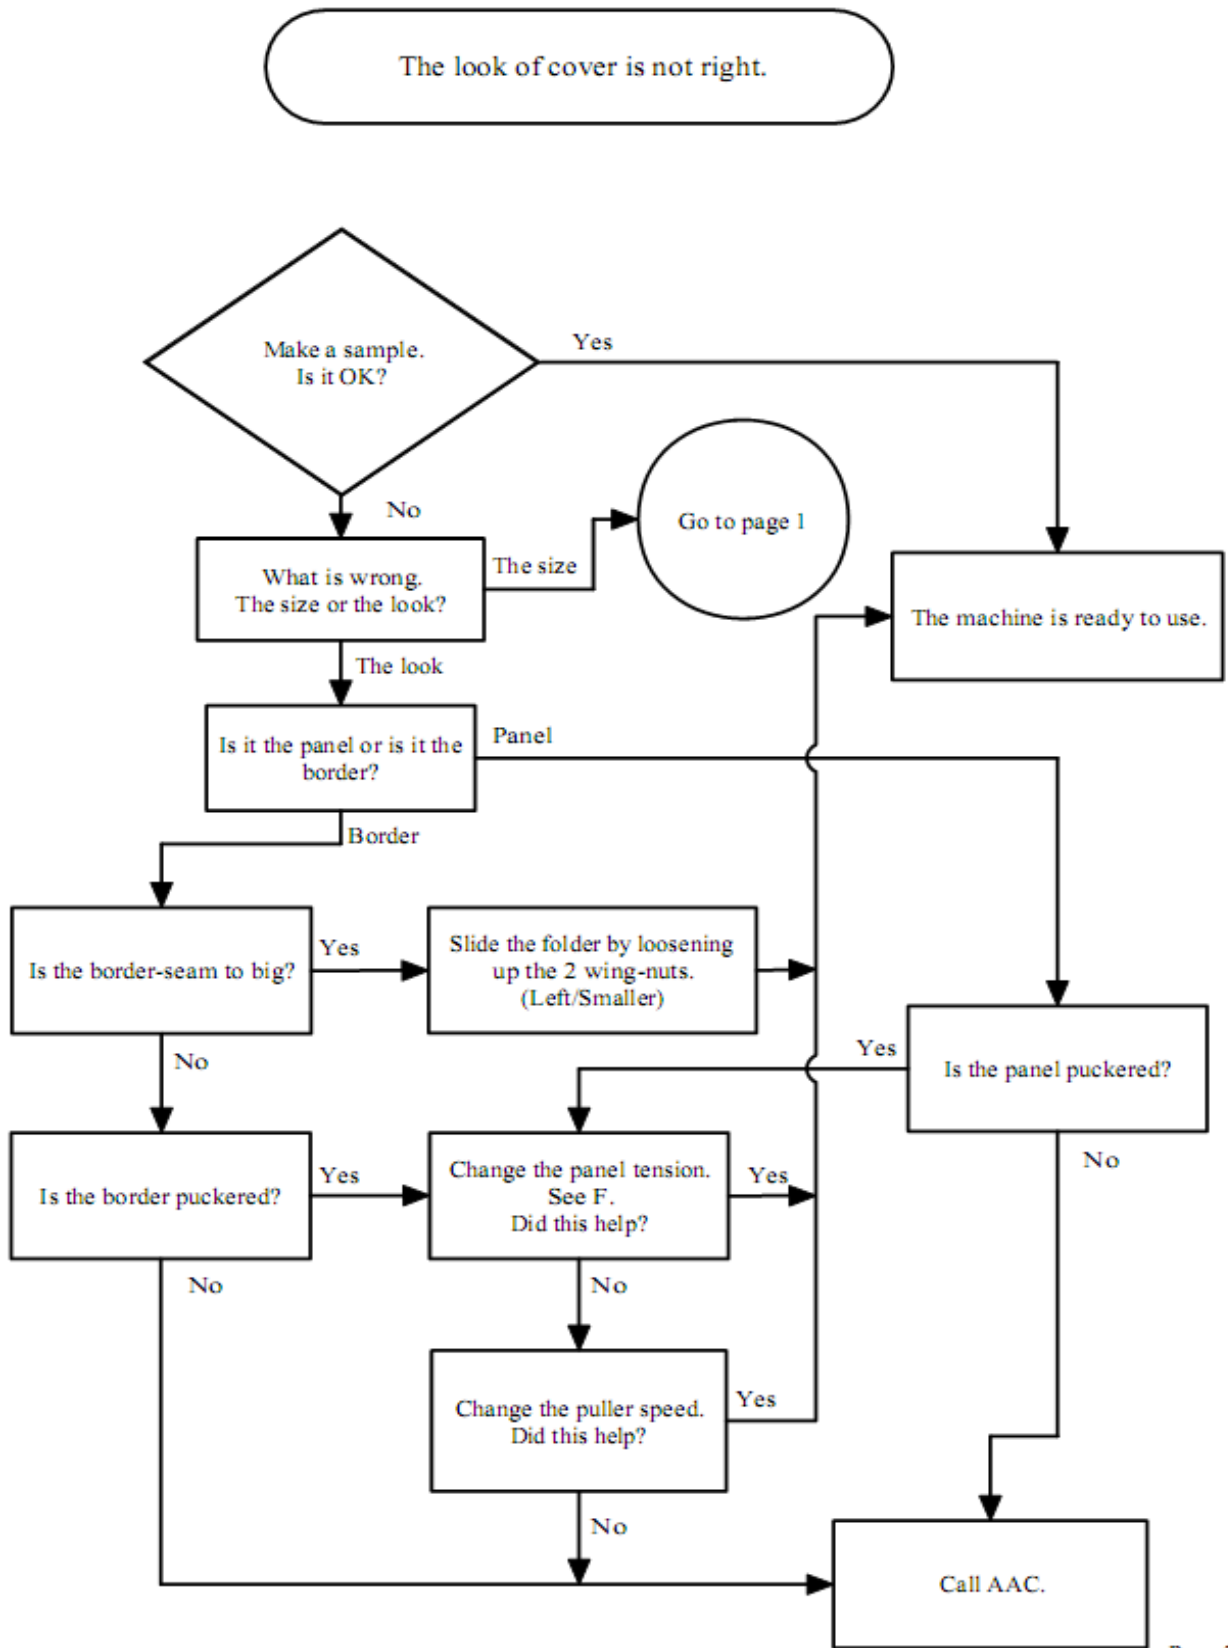 The look of cover is not right.
Make a sample.
Is it OK?
Yes
No
Go to page 1
What is wrong.
The size or the look?
The size
The machine is ready to use.
The look
Is it the panel or is it the
border?
Panel
Border
Is the border-seam to big?
Yes
Slide the folder by loosening
up the 2 wing-nuts.
(Left/Smaller)
No
Yes
Is the panel puckered?
No
Is the border puckered?
Yes
Change the panel tension.
See F.
Did this help?
Yes
No
No
Change the puller speed.
Did this help?
Yes
No
Call AAC.